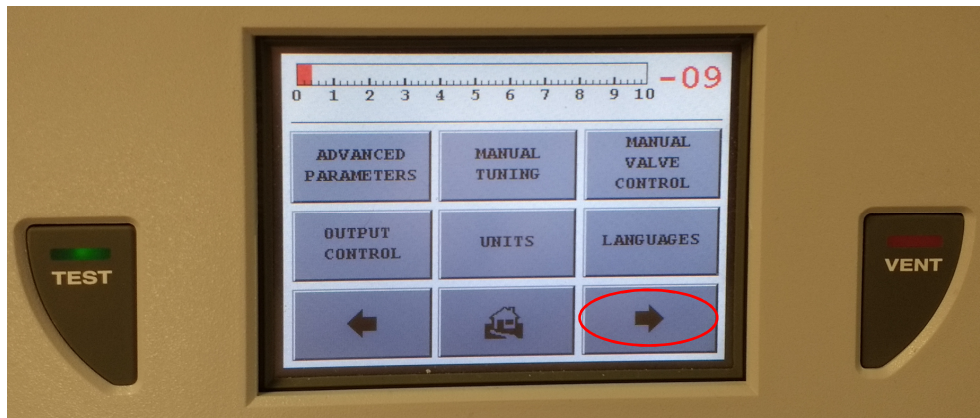 -09
0 1 2 3 4 5 6 7 8 9 10
ADVANCED
PARAMETERS
MANUAL
TUNING
MANUAL
VALVE
CONTROL
OUTPUT
CONTROL
UNITS
LANGUAGES
TEST
VENT